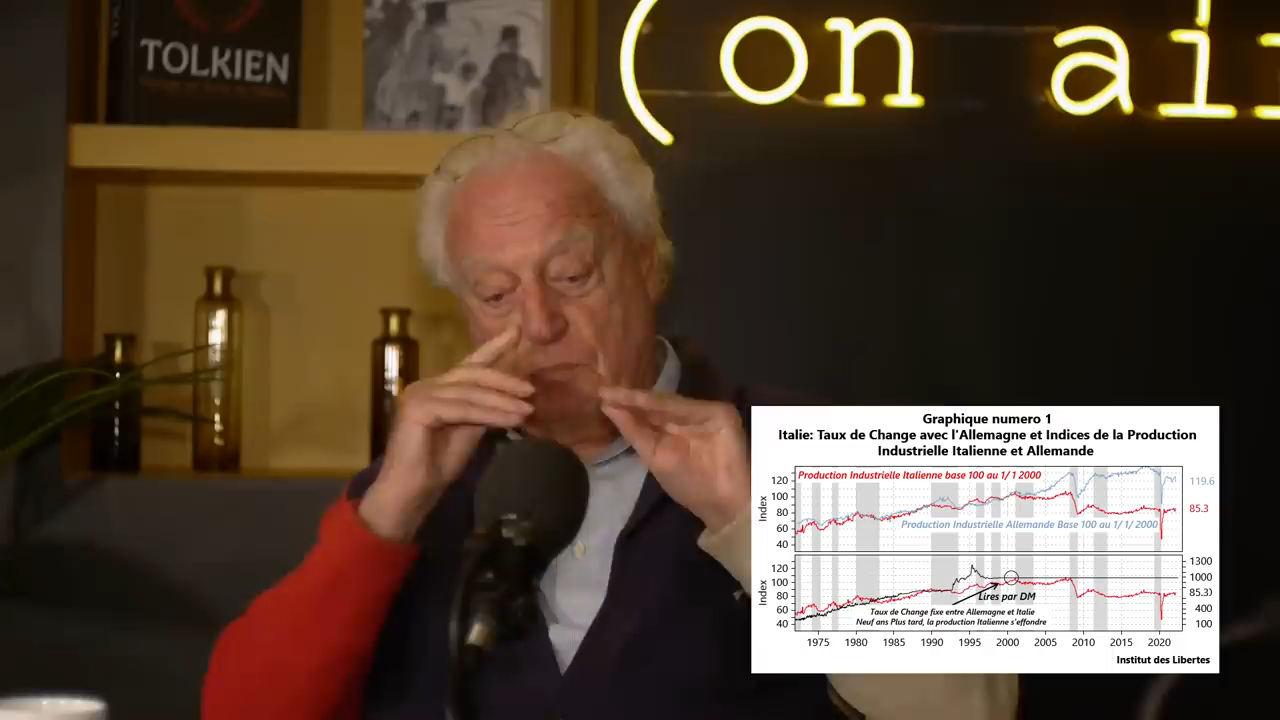 TOLKIEN
(on ai
Graphique numero 1
Italie: Taux de Change avec l'Allemagne et Indices de la Production
Industrielle Italienne et Allemande
Production Industrielle Italienne base 100 au 1/1 2000
Production Industrielle Allemande Base 100 au 1/1/2000
Index
120
100
80
60
40
119.6
85.3
Lires par DM
Taux de Change fixe entre Allemagne et Italie
Neuf ans Plus tard, la production Italienne s'effondre
Index
120
100
80
60
40
1300
1000
85.33
400
100
1975 1980 1985 1990 1995 2000 2005 2010 2015 2020
Institut des Libertes